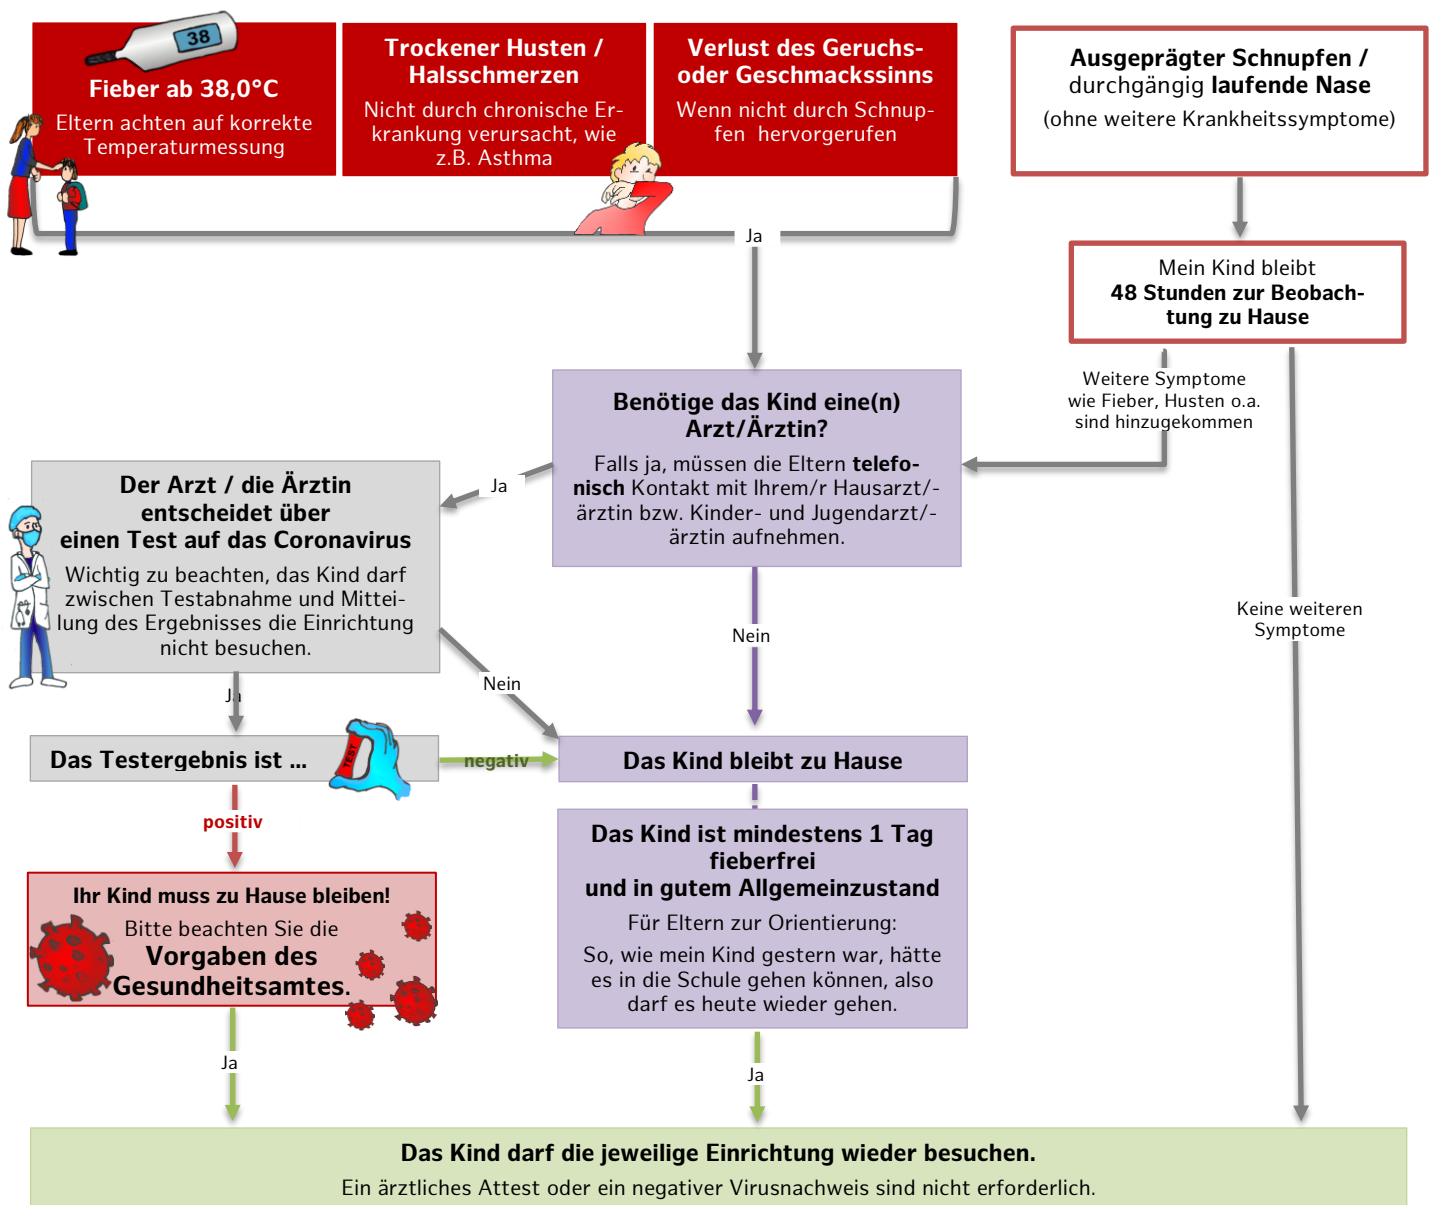 38
Fieber ab 38,0°C
Eltern achten auf korrekte
Temperaturmessung
Trockener Husten /
Halsschmerzen
Nicht durch chronische Er-
krankung verursacht, wie
z.B. Asthma
Verlust des Geruchs-
oder Geschmackssinns
Wenn nicht durch Schnup-
fen hervorgerufen
Ausgeprägter Schnupfen /
durchgängig laufende Nase
(ohne weitere Krankheitssymptome)
Ja
Mein Kind bleibt
48 Stunden zur Beobach-
tung zu Hause
Weitere Symptome
wie Fieber, Husten o.a.
sind hinzugekommen
Benötige das Kind eine(n)
Arzt/Ärztin?
Falls ja, müssen die Eltern telefo-
nisch Kontakt mit Ihrem/r Hausarzt/-
ärztin bzw. Kinder- und Jugendarzt/-
ärztin aufnehmen.
Ja
Der Arzt / die Ärztin
entscheidet über
einen Test auf das Coronavirus
Wichtig zu beachten, das Kind darf
zwischen Testabnahme und Mittei-
lung des Ergebnisses die Einrichtung
nicht besuchen.
Nein
Keine weiteren
Symptome
Ja
Nein
Das Testergebnis ist ...
TEST
negativ
Das Kind bleibt zu Hause
positiv
Das Kind ist mindestens 1 Tag
fieberfrei
und in gutem Allgemeinzustand
Für Eltern zur Orientierung:
So, wie mein Kind gestern war, hätte
es in die Schule gehen können, also
darf es heute wieder gehen.
Ihr Kind muss zu Hause bleiben!
Bitte beachten Sie die
Vorgaben des
Gesundheitsamtes.
Ja
Ja
Das Kind darf die jeweilige Einrichtung wieder besuchen.
Ein ärztliches Attest oder ein negativer Virusnachweis sind nicht erforderlich.